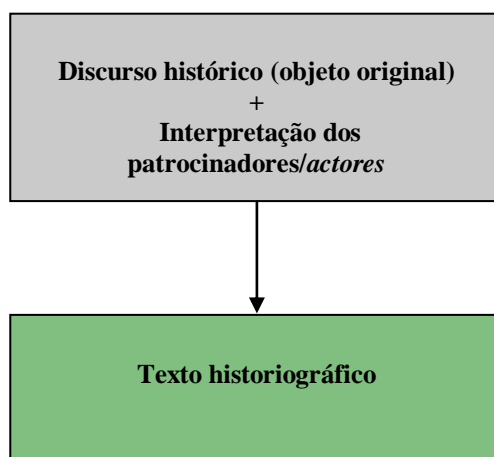 Discurso histórico (objeto original)
+
Interpretação dos
patrocinadores/actores
Texto historiográfico